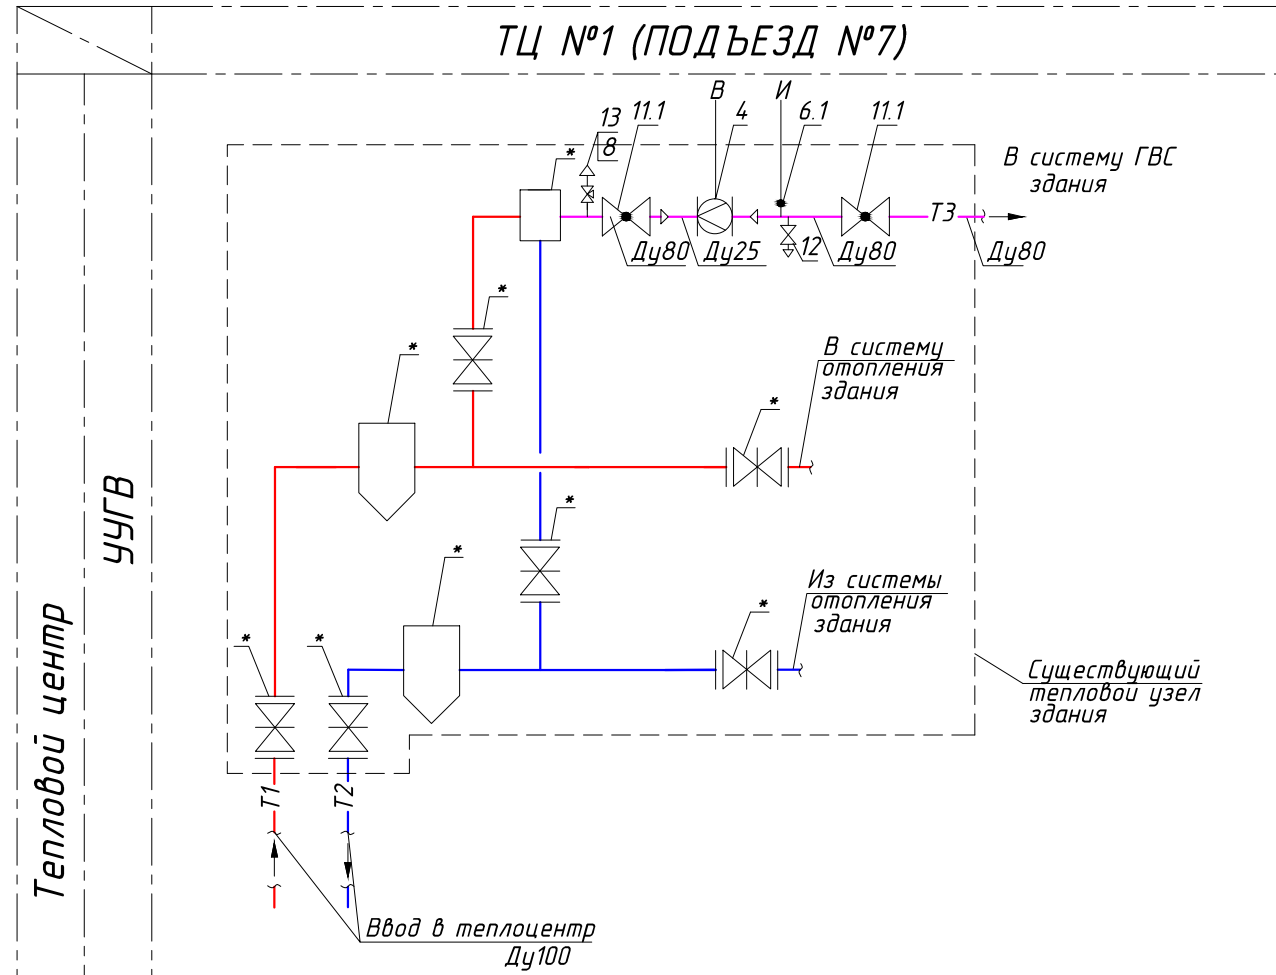 ТЦ №1 (ПОДЪЕЗД №7)
В
И
13
11.1
4
6.1
11.1
8
*
В систему ГВС
здания
Т3
Ду80
Ду25
12
Ду80
Ду80
*
*
В систему
отопления
здания
*
*
*
Из системы
отопления
здания
*
*
*
УУГВ
Тепловой центр
Существующий
тепловой узел
здания
Т1
Т2
Ввод в теплоцентр
Ду100